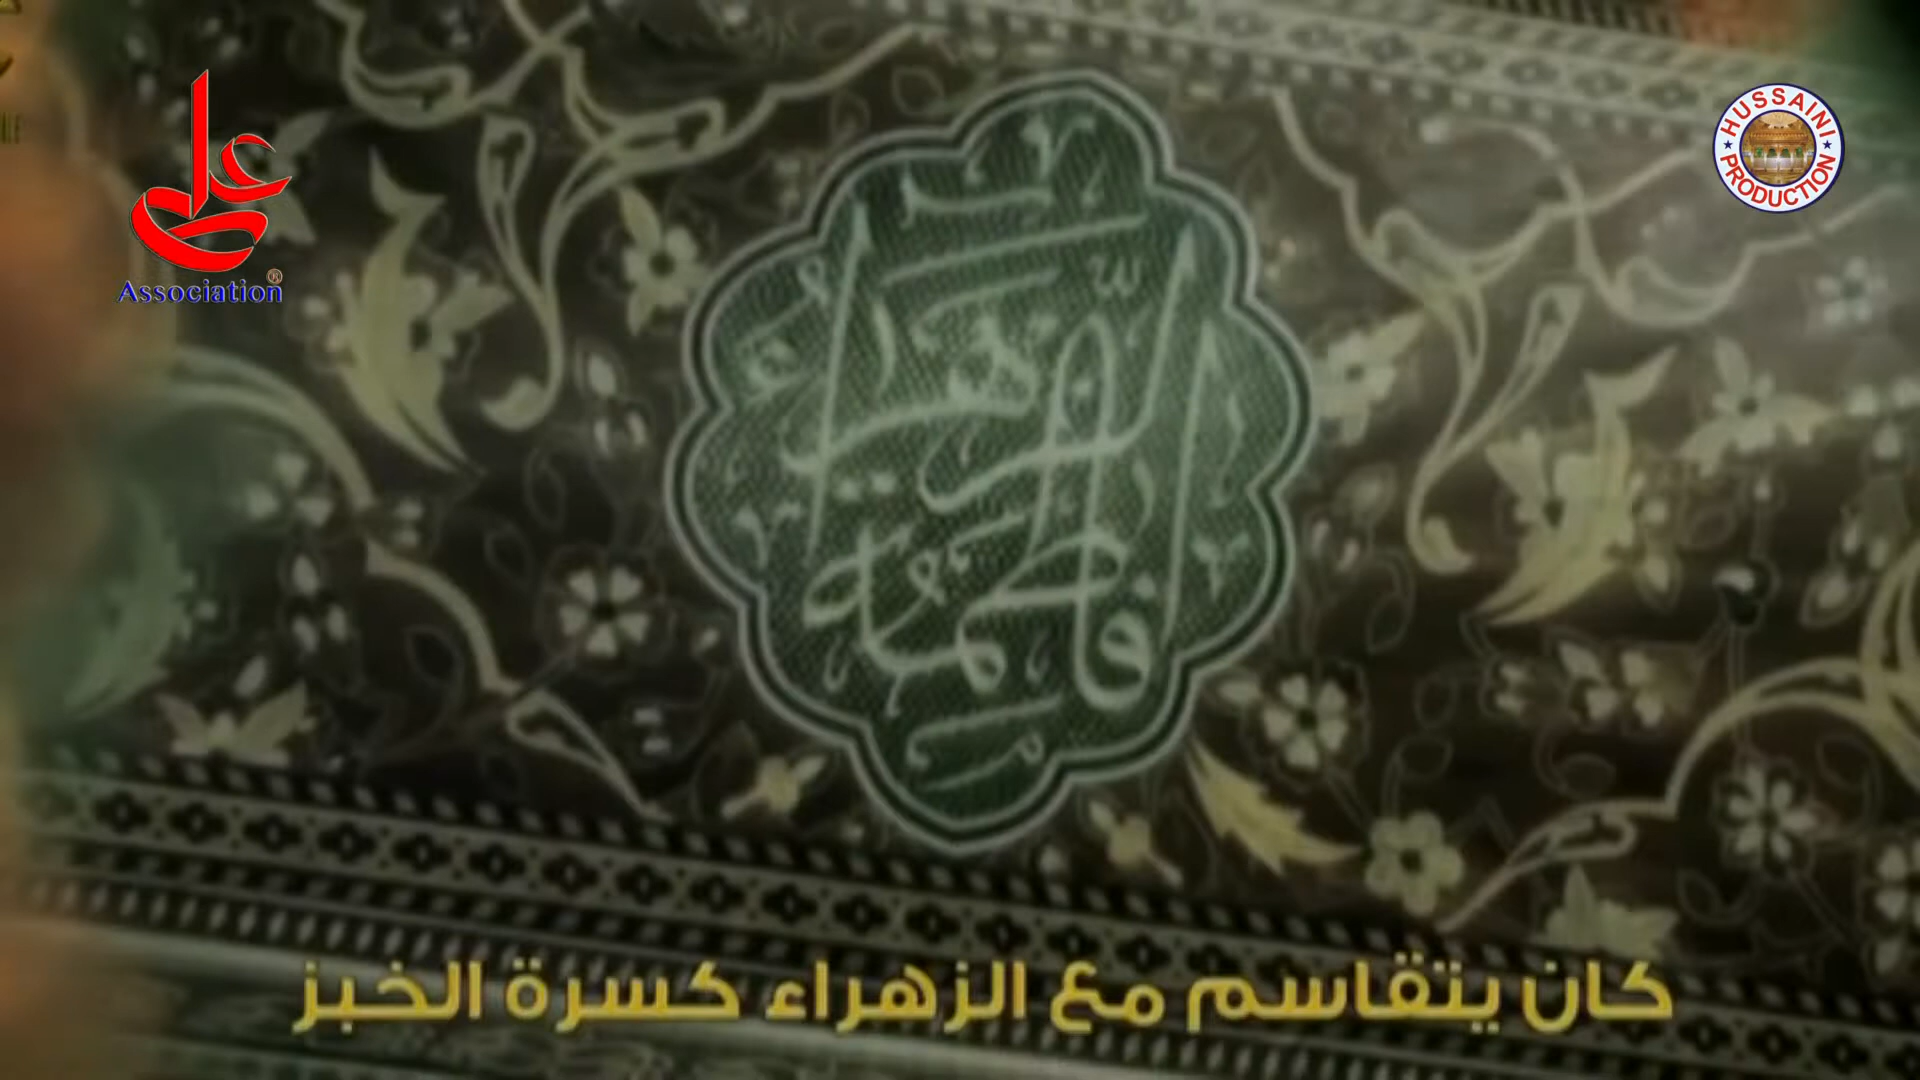 علي
Association®
HUSSAINI PRODUCTION
فاطمة الزهراء
كان يتقاسم مع الزهراء كسرة الخبز